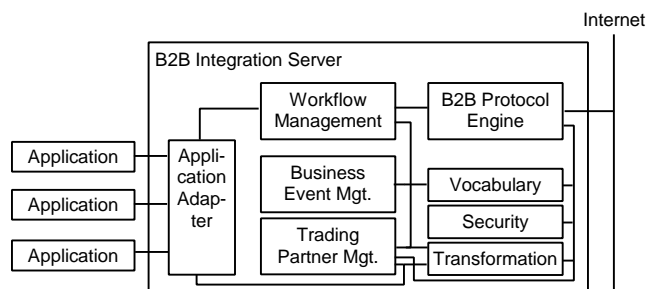 Internet
B2B Integration Server
Workflow
Management
B2B Protocol
Engine
Application
Application
Application
Appli-
cation
Adap-
ter
Business
Event Mgt.
Vocabulary
Security
Trading
Partner Mgt.
Transformation